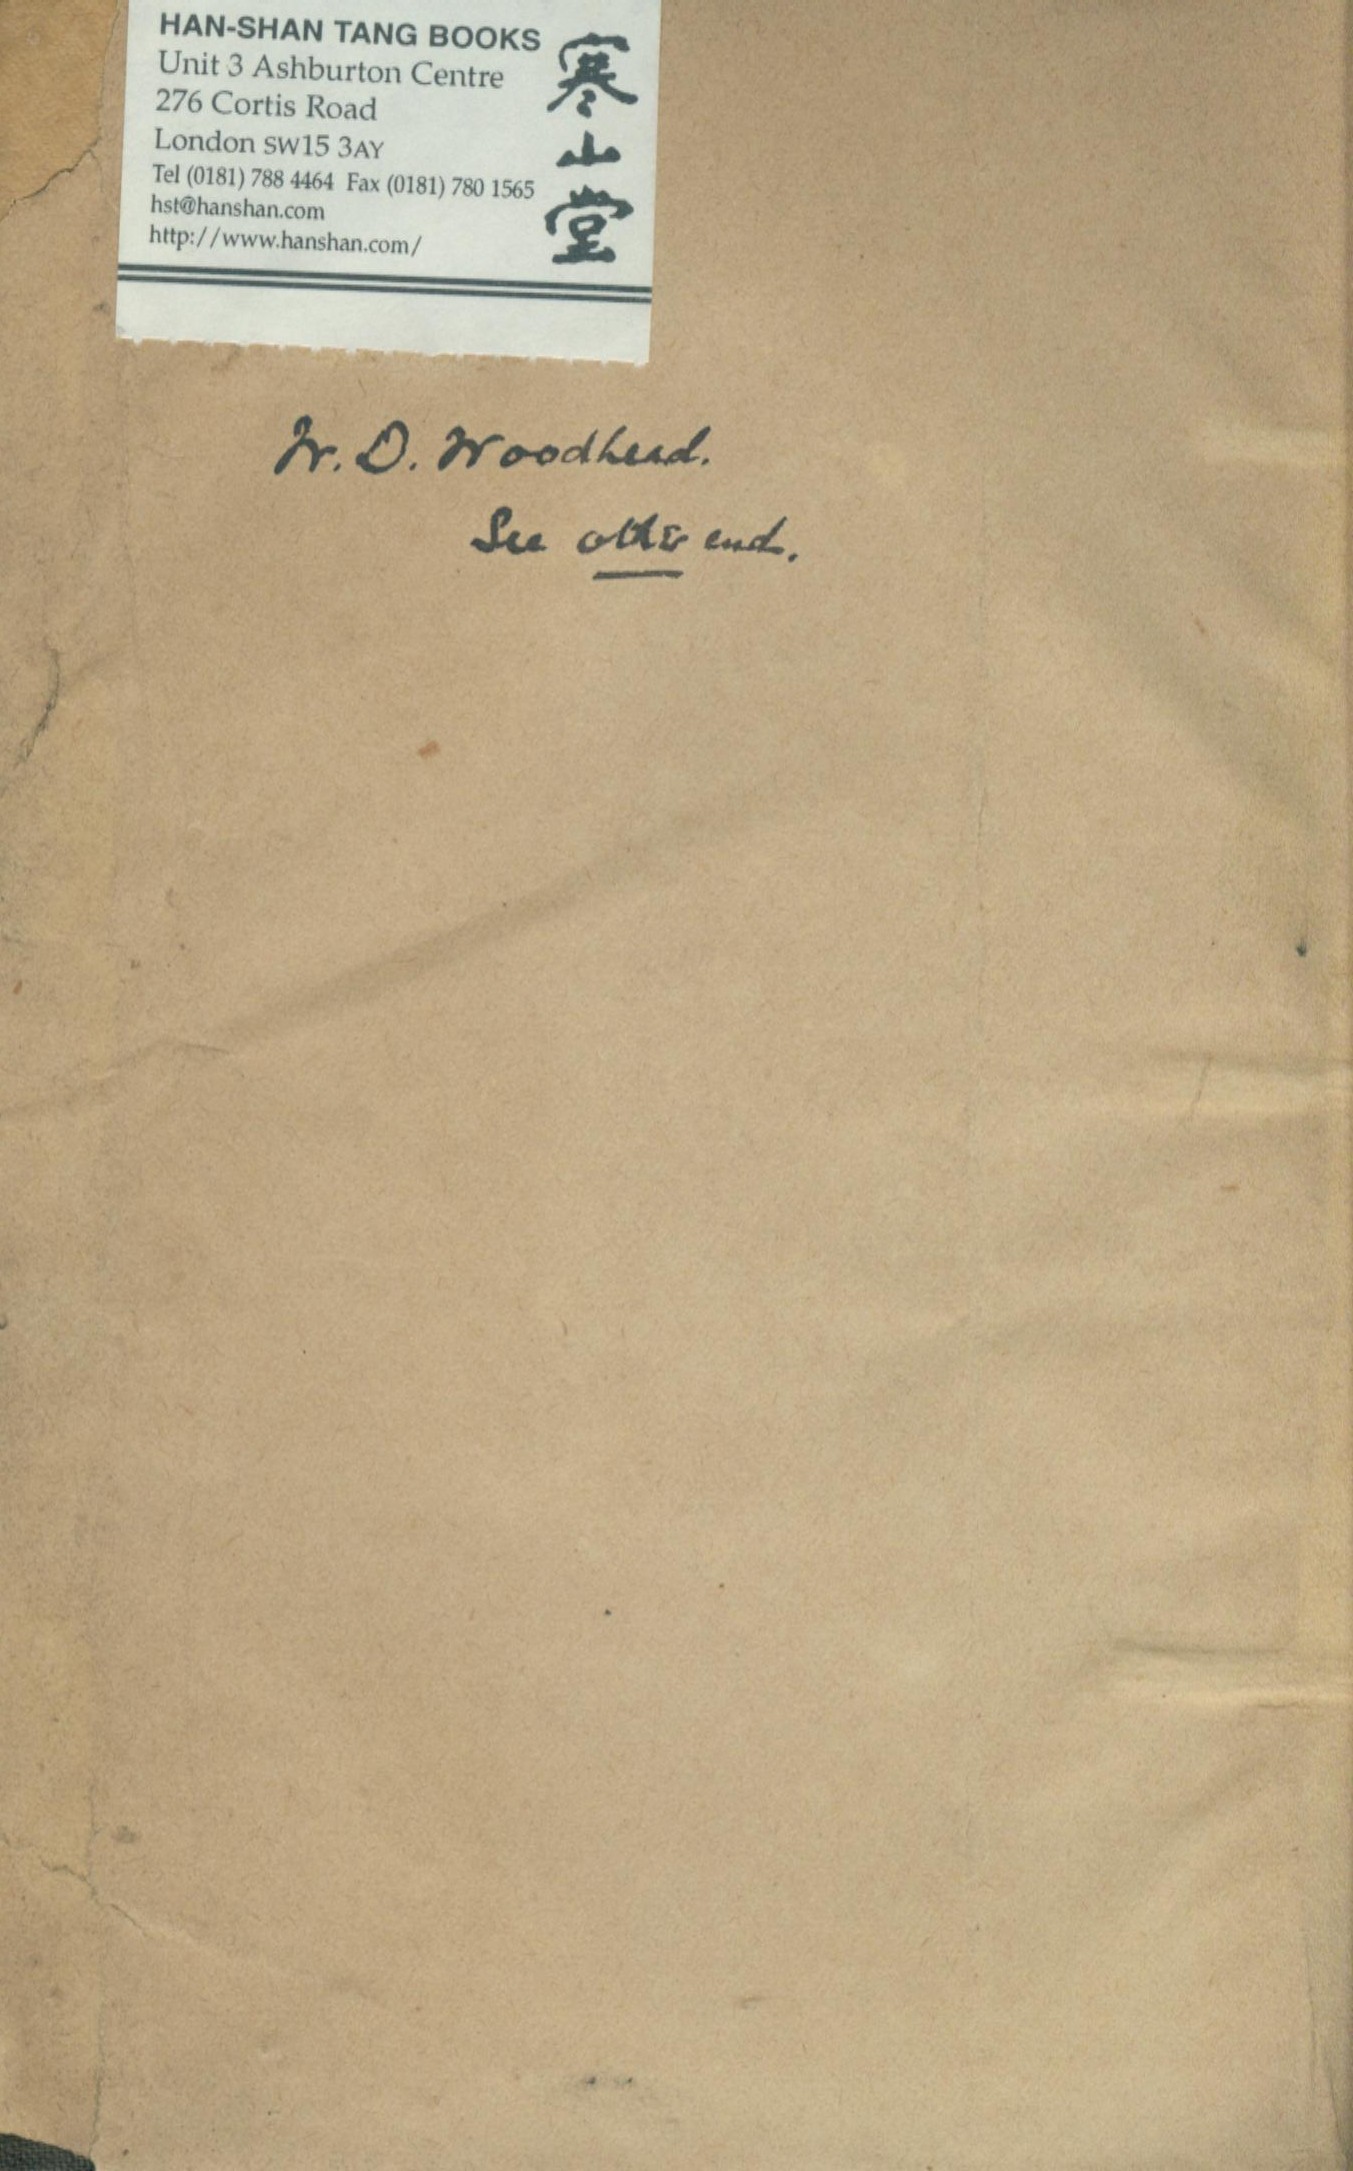 HAN-SHAN TANG BOOKS
Unit 3 Ashburton Centre
276 Cortis Road
London SW15 3AY
Tel (0181) 788 4464 Fax (0181) 780 1565
hst@hanshan.com
http://www.hanshan.com/
寒山堂
W. D. Woodhead.
See other end.